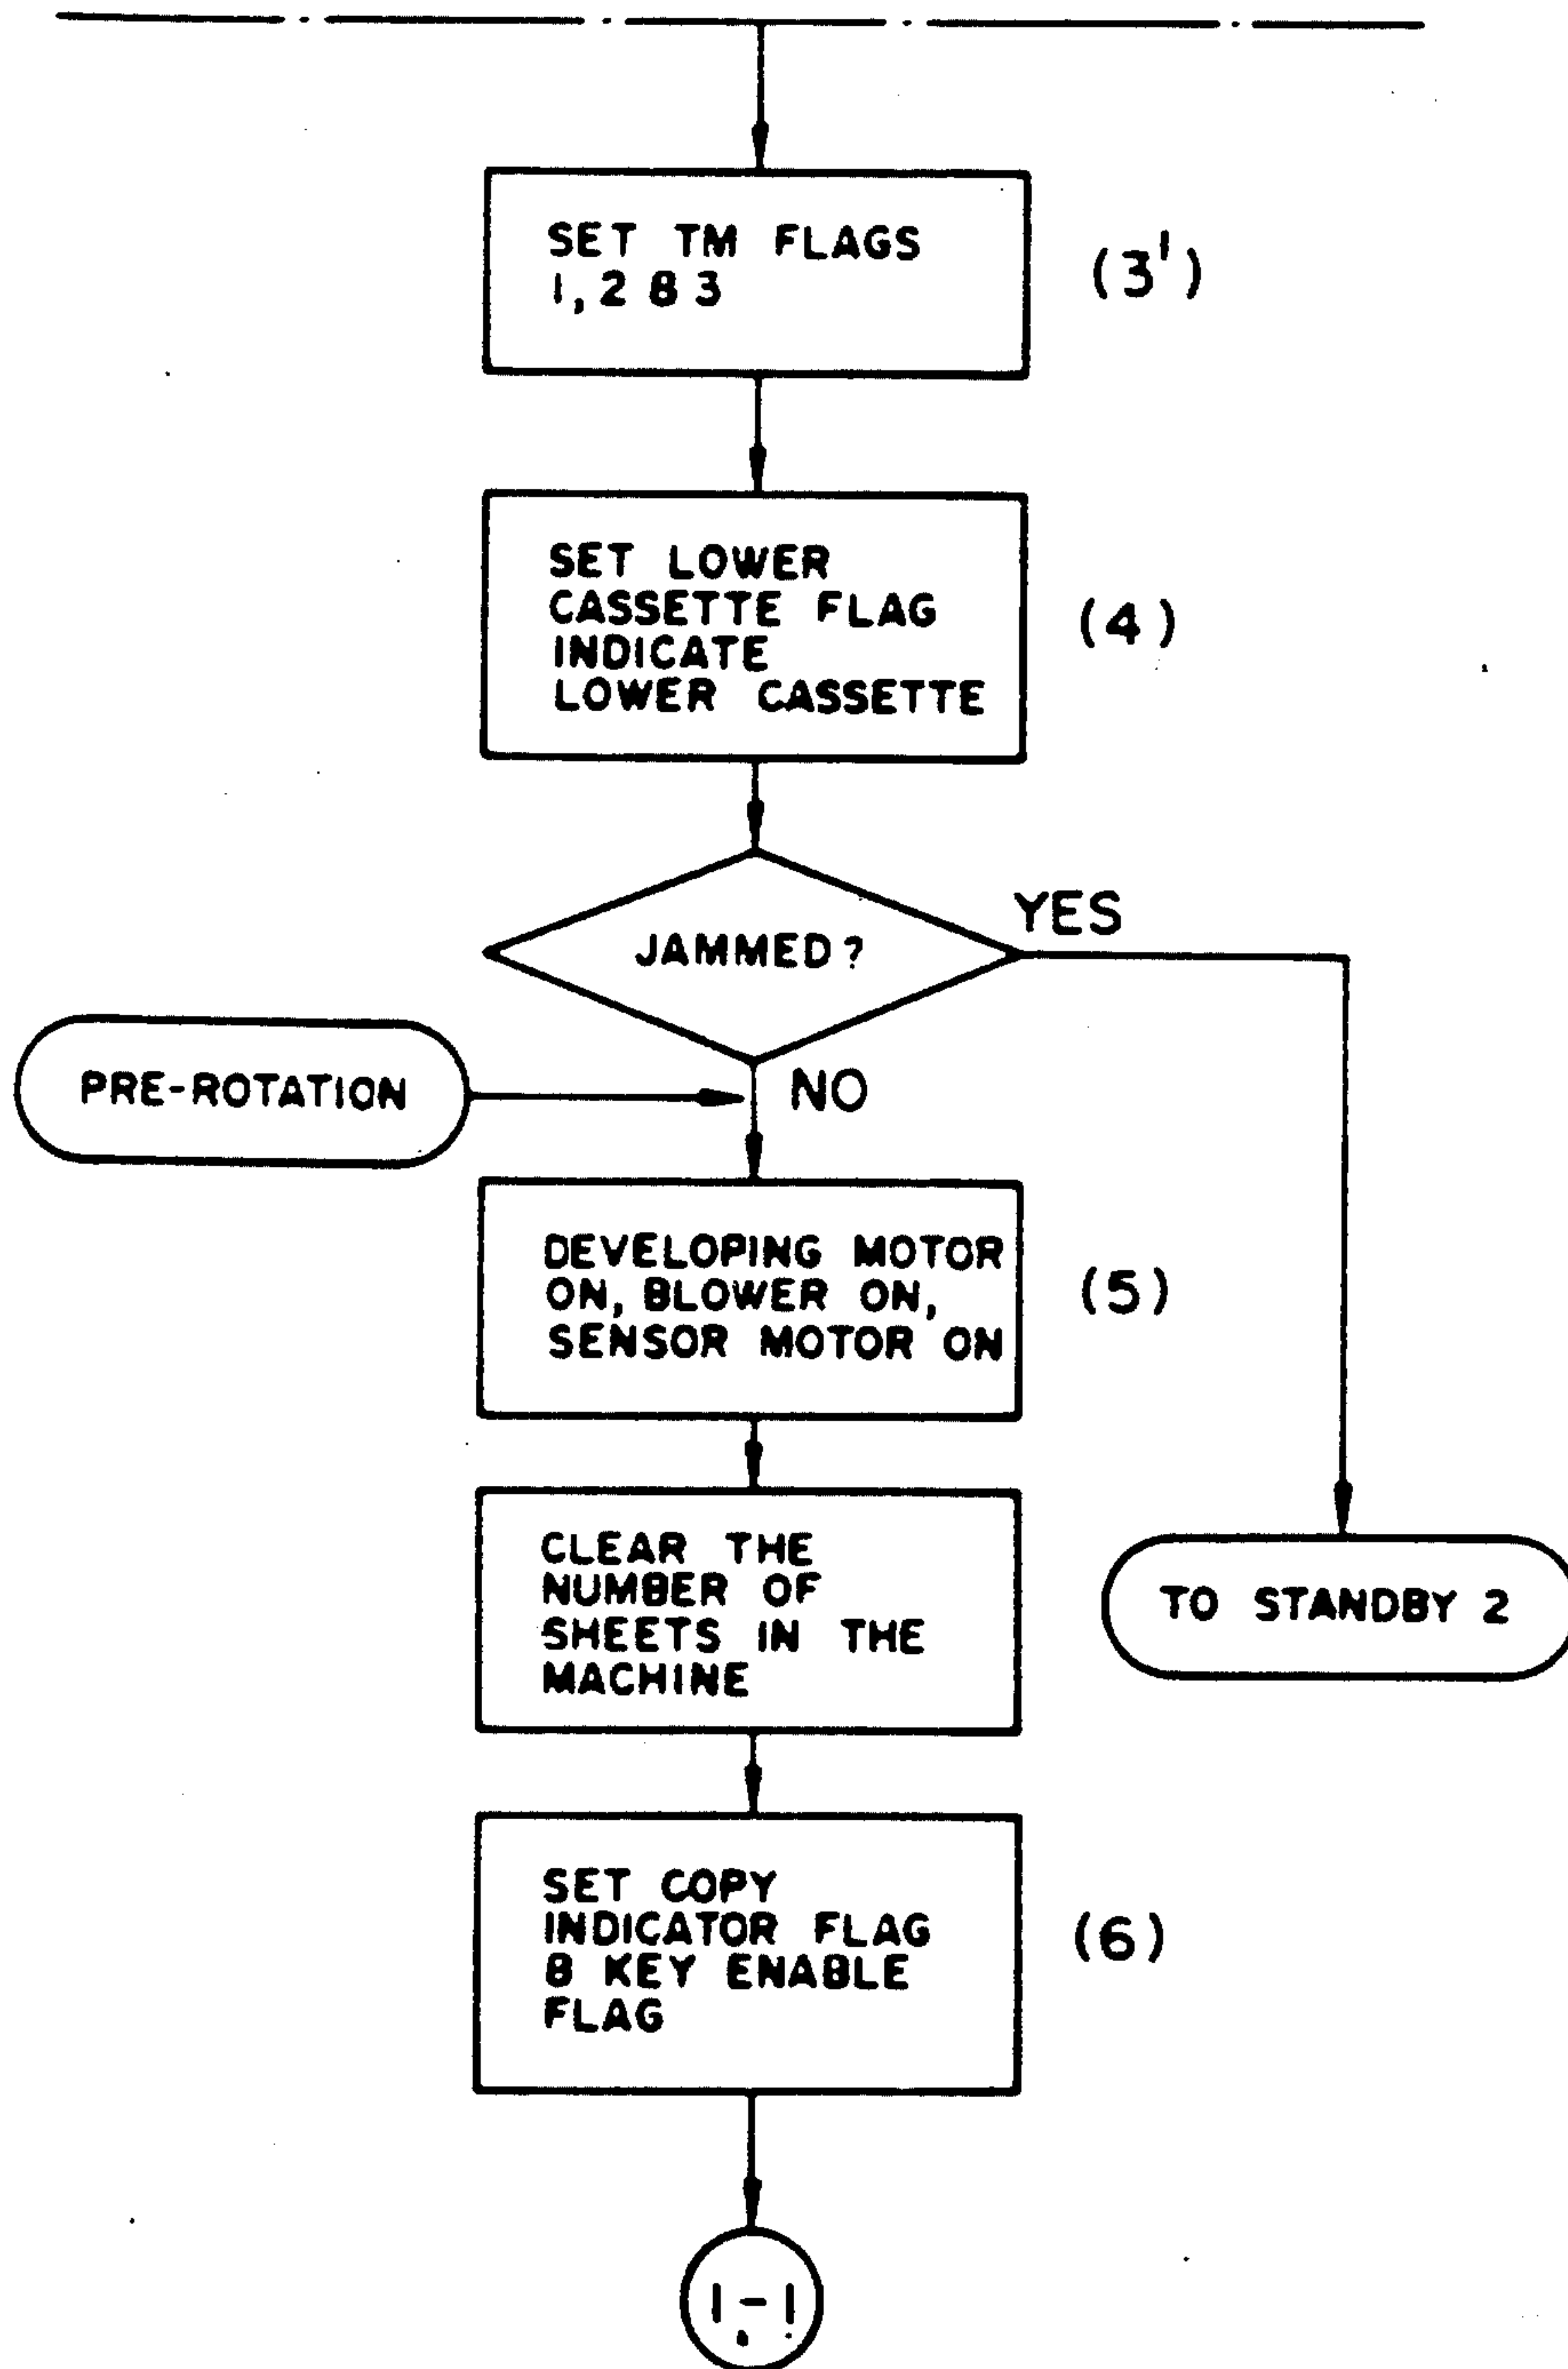 SET TM FLAGS
1, 2 & 3
(3')
SET LOWER
CASSETTE FLAG
INDICATE
LOWER CASSETTE
(4)
JAMMED?
YES
PRE-ROTATION
NO
DEVELOPING MOTOR
ON, BLOWER ON,
SENSOR MOTOR ON
(5)
CLEAR THE
NUMBER OF
SHEETS IN THE
MACHINE
TO STANDBY 2
SET COPY
INDICATOR FLAG
& KEY ENABLE
FLAG
(6)
1-1